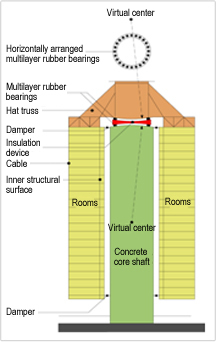 Virtual center
Horizontally arranged
multilayer rubber bearings
Multilayer rubber
bearings
Hat truss
Damper
Insulation
device
Cable
Inner structural
surface
Rooms
Rooms
Virtual center
Concrete
core shaft
Damper